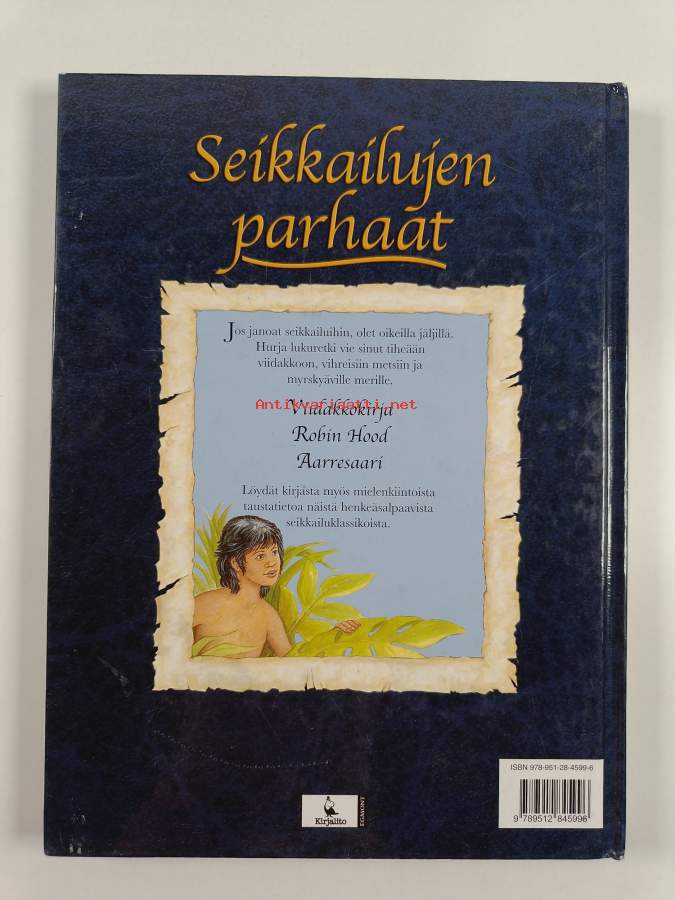 Seikkailujen
parhaat
Jos janoat seikkailuihin, olet oikeilla jäljillä.
Hurja lukuretki vie sinut tiheään
viidakkoon, vihreisiin metsiin ja
myrskyäville merille.
Antikvariaatti.net
Viidakkokirja
Robin Hood
Aarresaari
Löydät kirjasta myös mielenkiintoista
taustatietoa näistä henkeäsalpaavista
seikkailuklassikoista.
ISBN 978-951-28-4599-6
9 789512 845996
Kirjalito
EGMONT